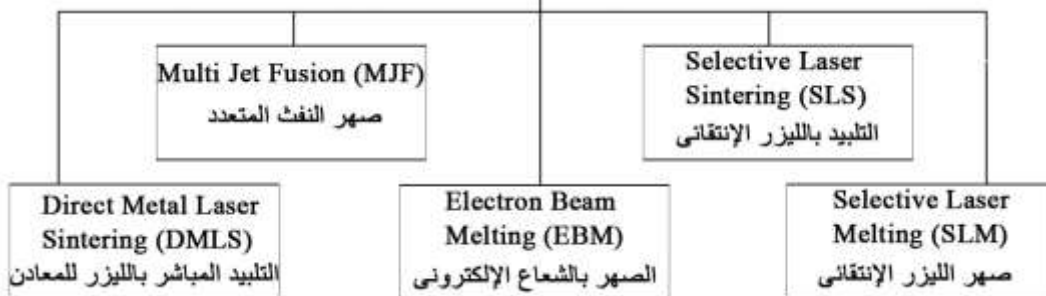 Multi Jet Fusion (MJF)
صهر النفث المتعدد
Selective Laser
Sintering (SLS)
التلبيد بالليزر الإنتقائى
Direct Metal Laser
Sintering (DMLS)
التلبيد المباشر بالليزر للمعادن
Electron Beam
Melting (EBM)
الصهر بالشعاع الإلكترونى
Selective Laser
Melting (SLM)
صهر الليزر الإنتقائى